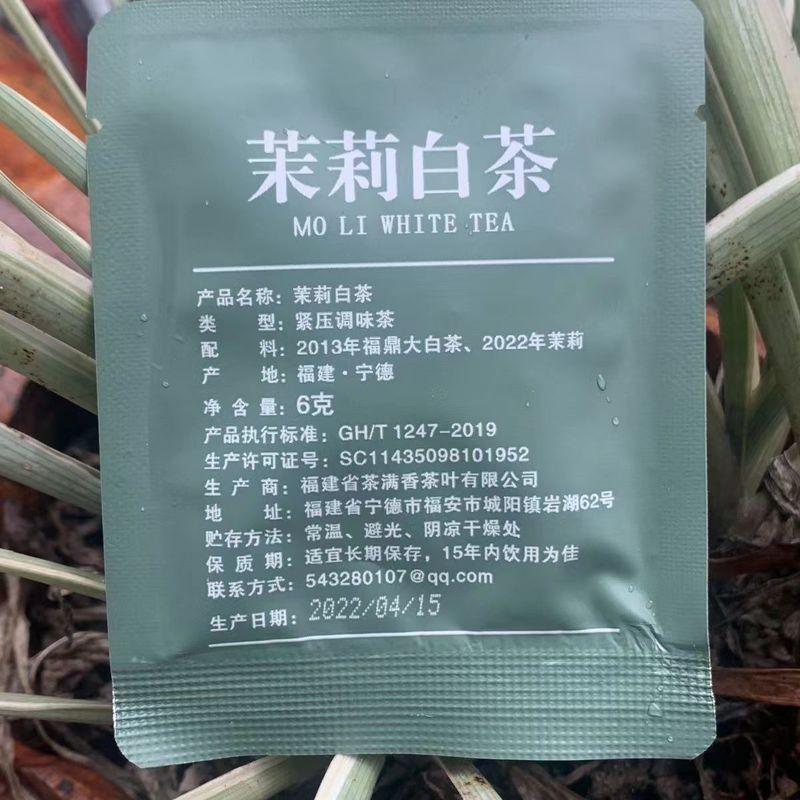 茉莉白茶
MO LI WHITE TEA
产品名称：茉莉白茶
类 型：紧压调味茶
配 料：2013年福鼎大白茶、2022年茉莉
产 地：福建·宁德
净含量：6克
产品执行标准：GH/T 1247-2019
生产许可证号：SC11435098101952
生产商：福建省茶满香茶叶有限公司
地 址：福建省宁德市福安市城阳镇岩湖62号
贮存方法：常温、避光、阴凉干燥处
保质期：适宜长期保存，15年内饮用为佳
联系方式：543280107@qq.com
生产日期：2022/04/15